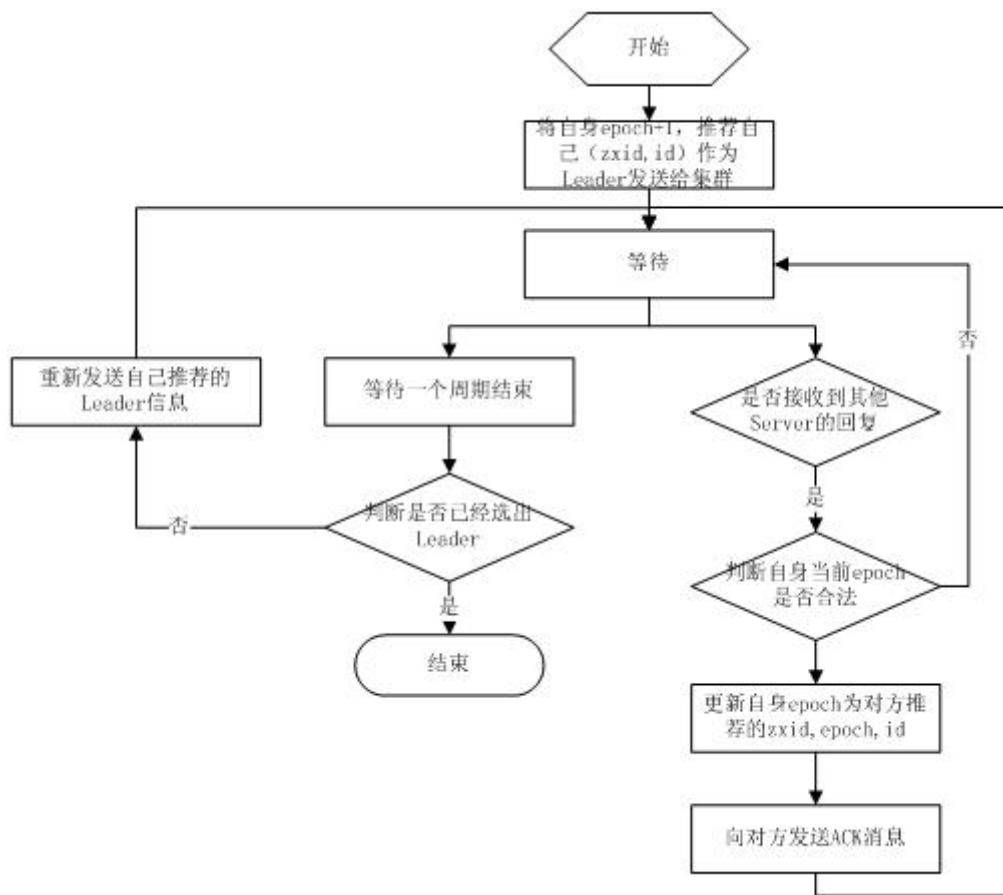 开始
将自身epoch+1，推荐自
己（zxid,id）作为
Leader发送给集群
等待
否
重新发送自己推荐的
Leader信息
等待一个周期结束
是否接收到其他
Server的回复
是
否
判断是否已经选出
Leader
判断自身当前epoch
是否合法
是
结束
更新自身epoch为对方推
荐的zxid,epoch,id
向对方发送ACK消息